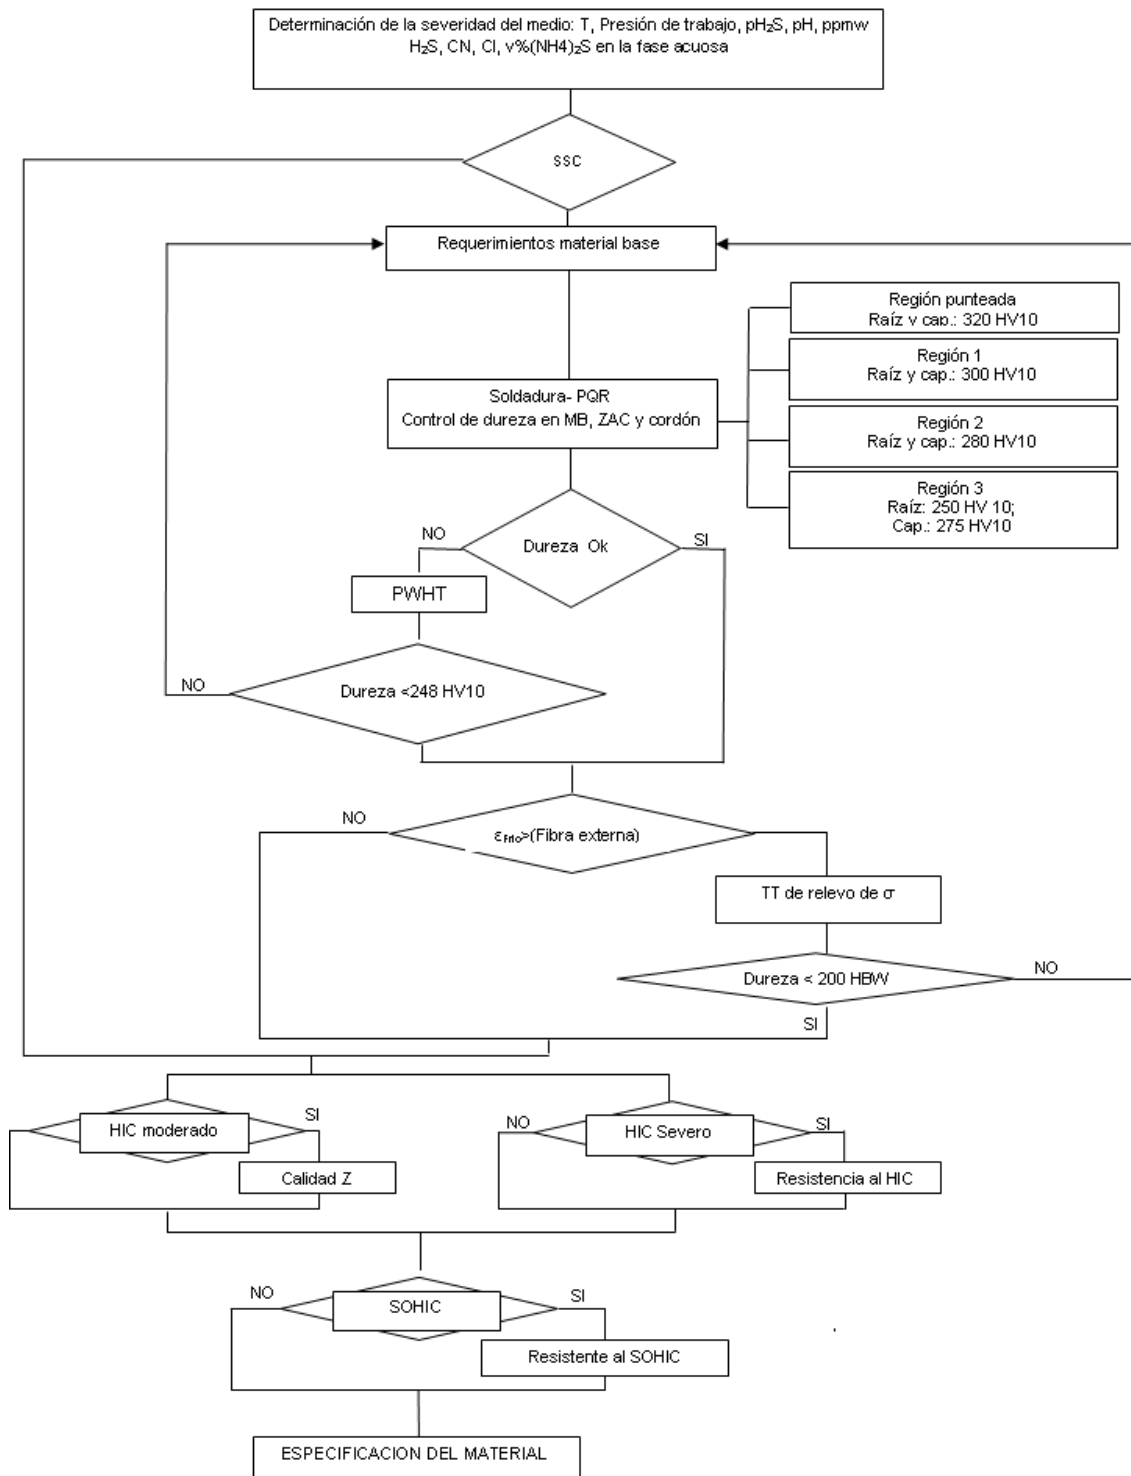 Determinación de la severidad del medio: T, Presión de trabajo, pH₂S, pH, ppmw
H₂S, CN, Cl, v%(NH4)₂S en la fase acuosa
SSC
Requerimientos material base
Región punteada
Raíz y cap.: 320 HV10
Región 1
Raíz y cap.: 300 HV10
Soldadura- PQR
Control de dureza en MB, ZAC y cordón
Región 2
Raíz y cap.: 280 HV10
Región 3
Raíz: 250 HV 10;
Cap.: 275 HV10
NO
Dureza Ok
SI
PWHT
NO
Dureza <248 HV10
NO
εFrio>(Fibra externa)
TT de relevo de σ
Dureza < 200 HBW
NO
SI
HIC moderado
SI
NO
HIC Severo
SI
Calidad Z
Resistencia al HIC
NO
SOHIC
SI
Resistente al SOHIC
ESPECIFICACION DEL MATERIAL